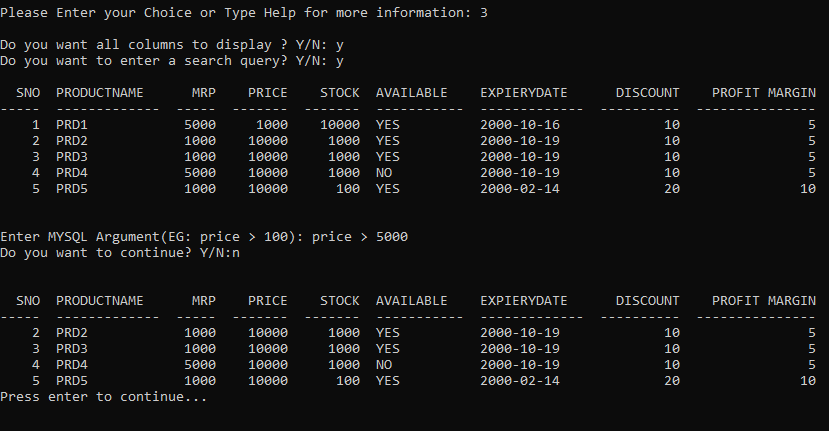 Please Enter your Choice or Type Help for more information: 3
Do you want all columns to display ? Y/N: y
Do you want to enter a search query? Y/N: y
SNO  PRODUCTNAME      MRP    PRICE    STOCK  AVAILABLE    EXPIERYDATE      DISCOUNT    PROFIT MARGIN
-----  -------------  -----  -------  -------  -----------  -------------  ----------  ---------------
1  PRD1            5000     1000    10000  YES          2000-10-16             10                5
2  PRD2            1000    10000     1000  YES          2000-10-19             10                5
3  PRD3            1000    10000     1000  YES          2000-10-19             10                5
4  PRD4            5000    10000     1000  NO           2000-10-19             10                5
5  PRD5            1000    10000      100  YES          2000-02-14             20               10
Enter MYSQL Argument(EG: price > 100): price > 5000
Do you want to continue? Y/N:n
SNO  PRODUCTNAME      MRP    PRICE    STOCK  AVAILABLE    EXPIERYDATE      DISCOUNT    PROFIT MARGIN
-----  -------------  -----  -------  -------  -----------  -------------  ----------  ---------------
2  PRD2            1000    10000     1000  YES          2000-10-19             10                5
3  PRD3            1000    10000     1000  YES          2000-10-19             10                5
4  PRD4            5000    10000     1000  NO           2000-10-19             10                5
5  PRD5            1000    10000      100  YES          2000-02-14             20               10
Press enter to continue...